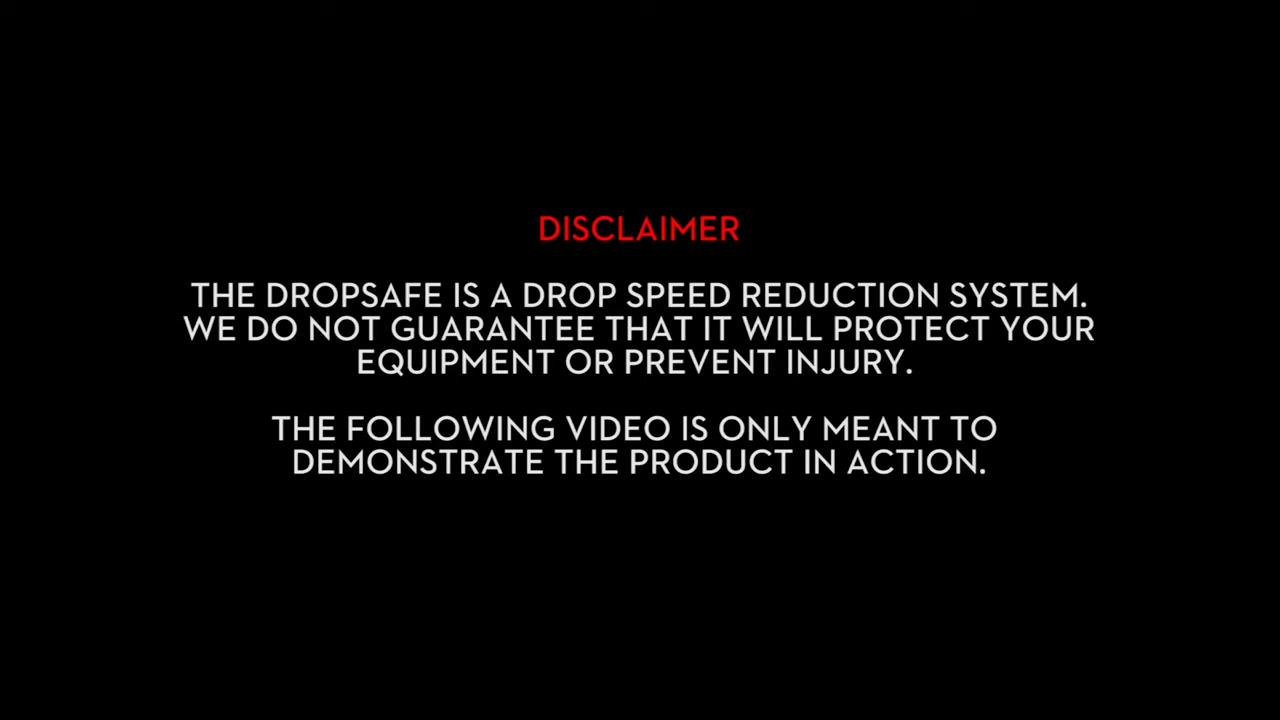 DISCLAIMER
THE DROPSAFE IS A DROP SPEED REDUCTION SYSTEM.
WE DO NOT GUARANTEE THAT IT WILL PROTECT YOUR
EQUIPMENT OR PREVENT INJURY.
THE FOLLOWING VIDEO IS ONLY MEANT TO
DEMONSTRATE THE PRODUCT IN ACTION.